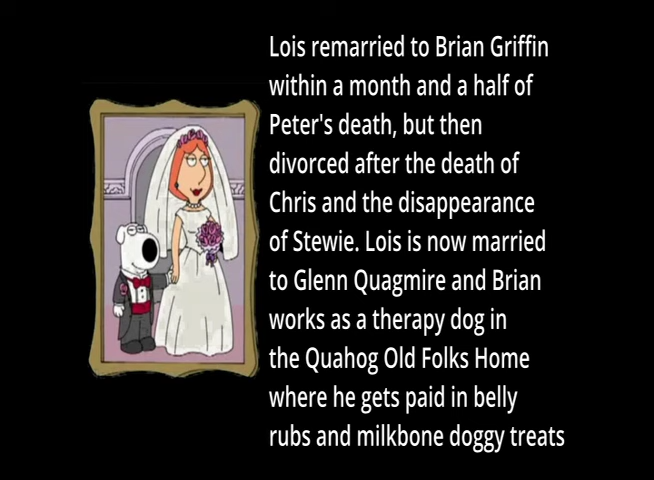 Lois remarried to Brian Griffin
within a month and a half of
Peter's death, but then
divorced after the death of
Chris and the disappearance
of Stewie. Lois is now married
to Glenn Quagmire and Brian
works as a therapy dog in
the Quahog Old Folks Home
where he gets paid in belly
rubs and milkbone doggy treats